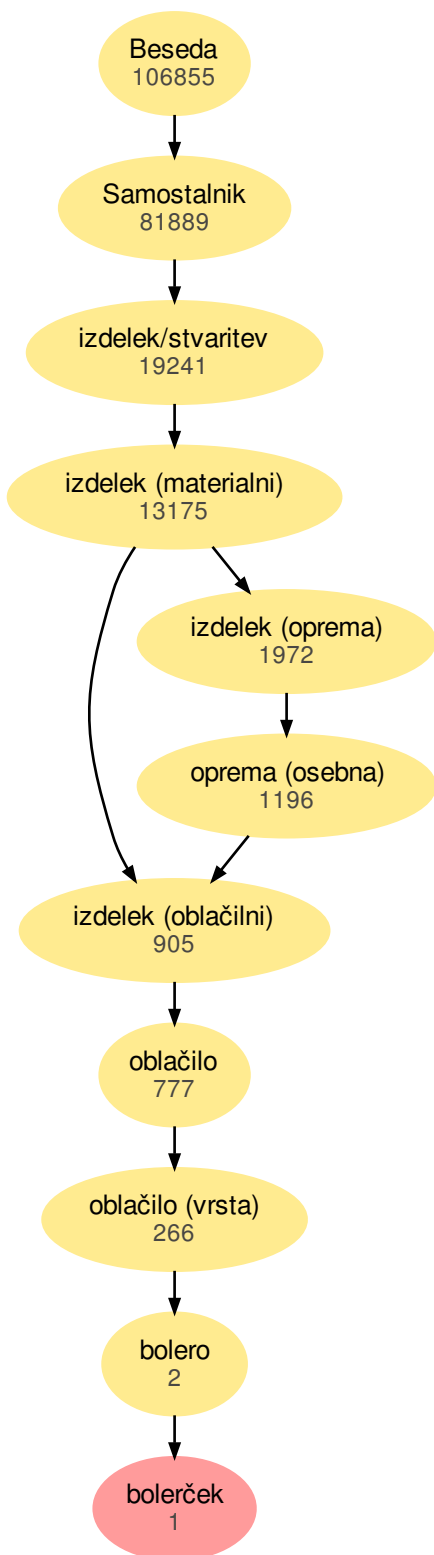 Beseda
106855
Samostalnik
81889
izdelek/stvaritev
19241
izdelek (materialni)
13175
izdelek (oprema)
1972
oprema (osebna)
1196
izdelek (oblačilni)
905
oblačilo
777
oblačilo (vrsta)
266
bolero
2
bolerček
1